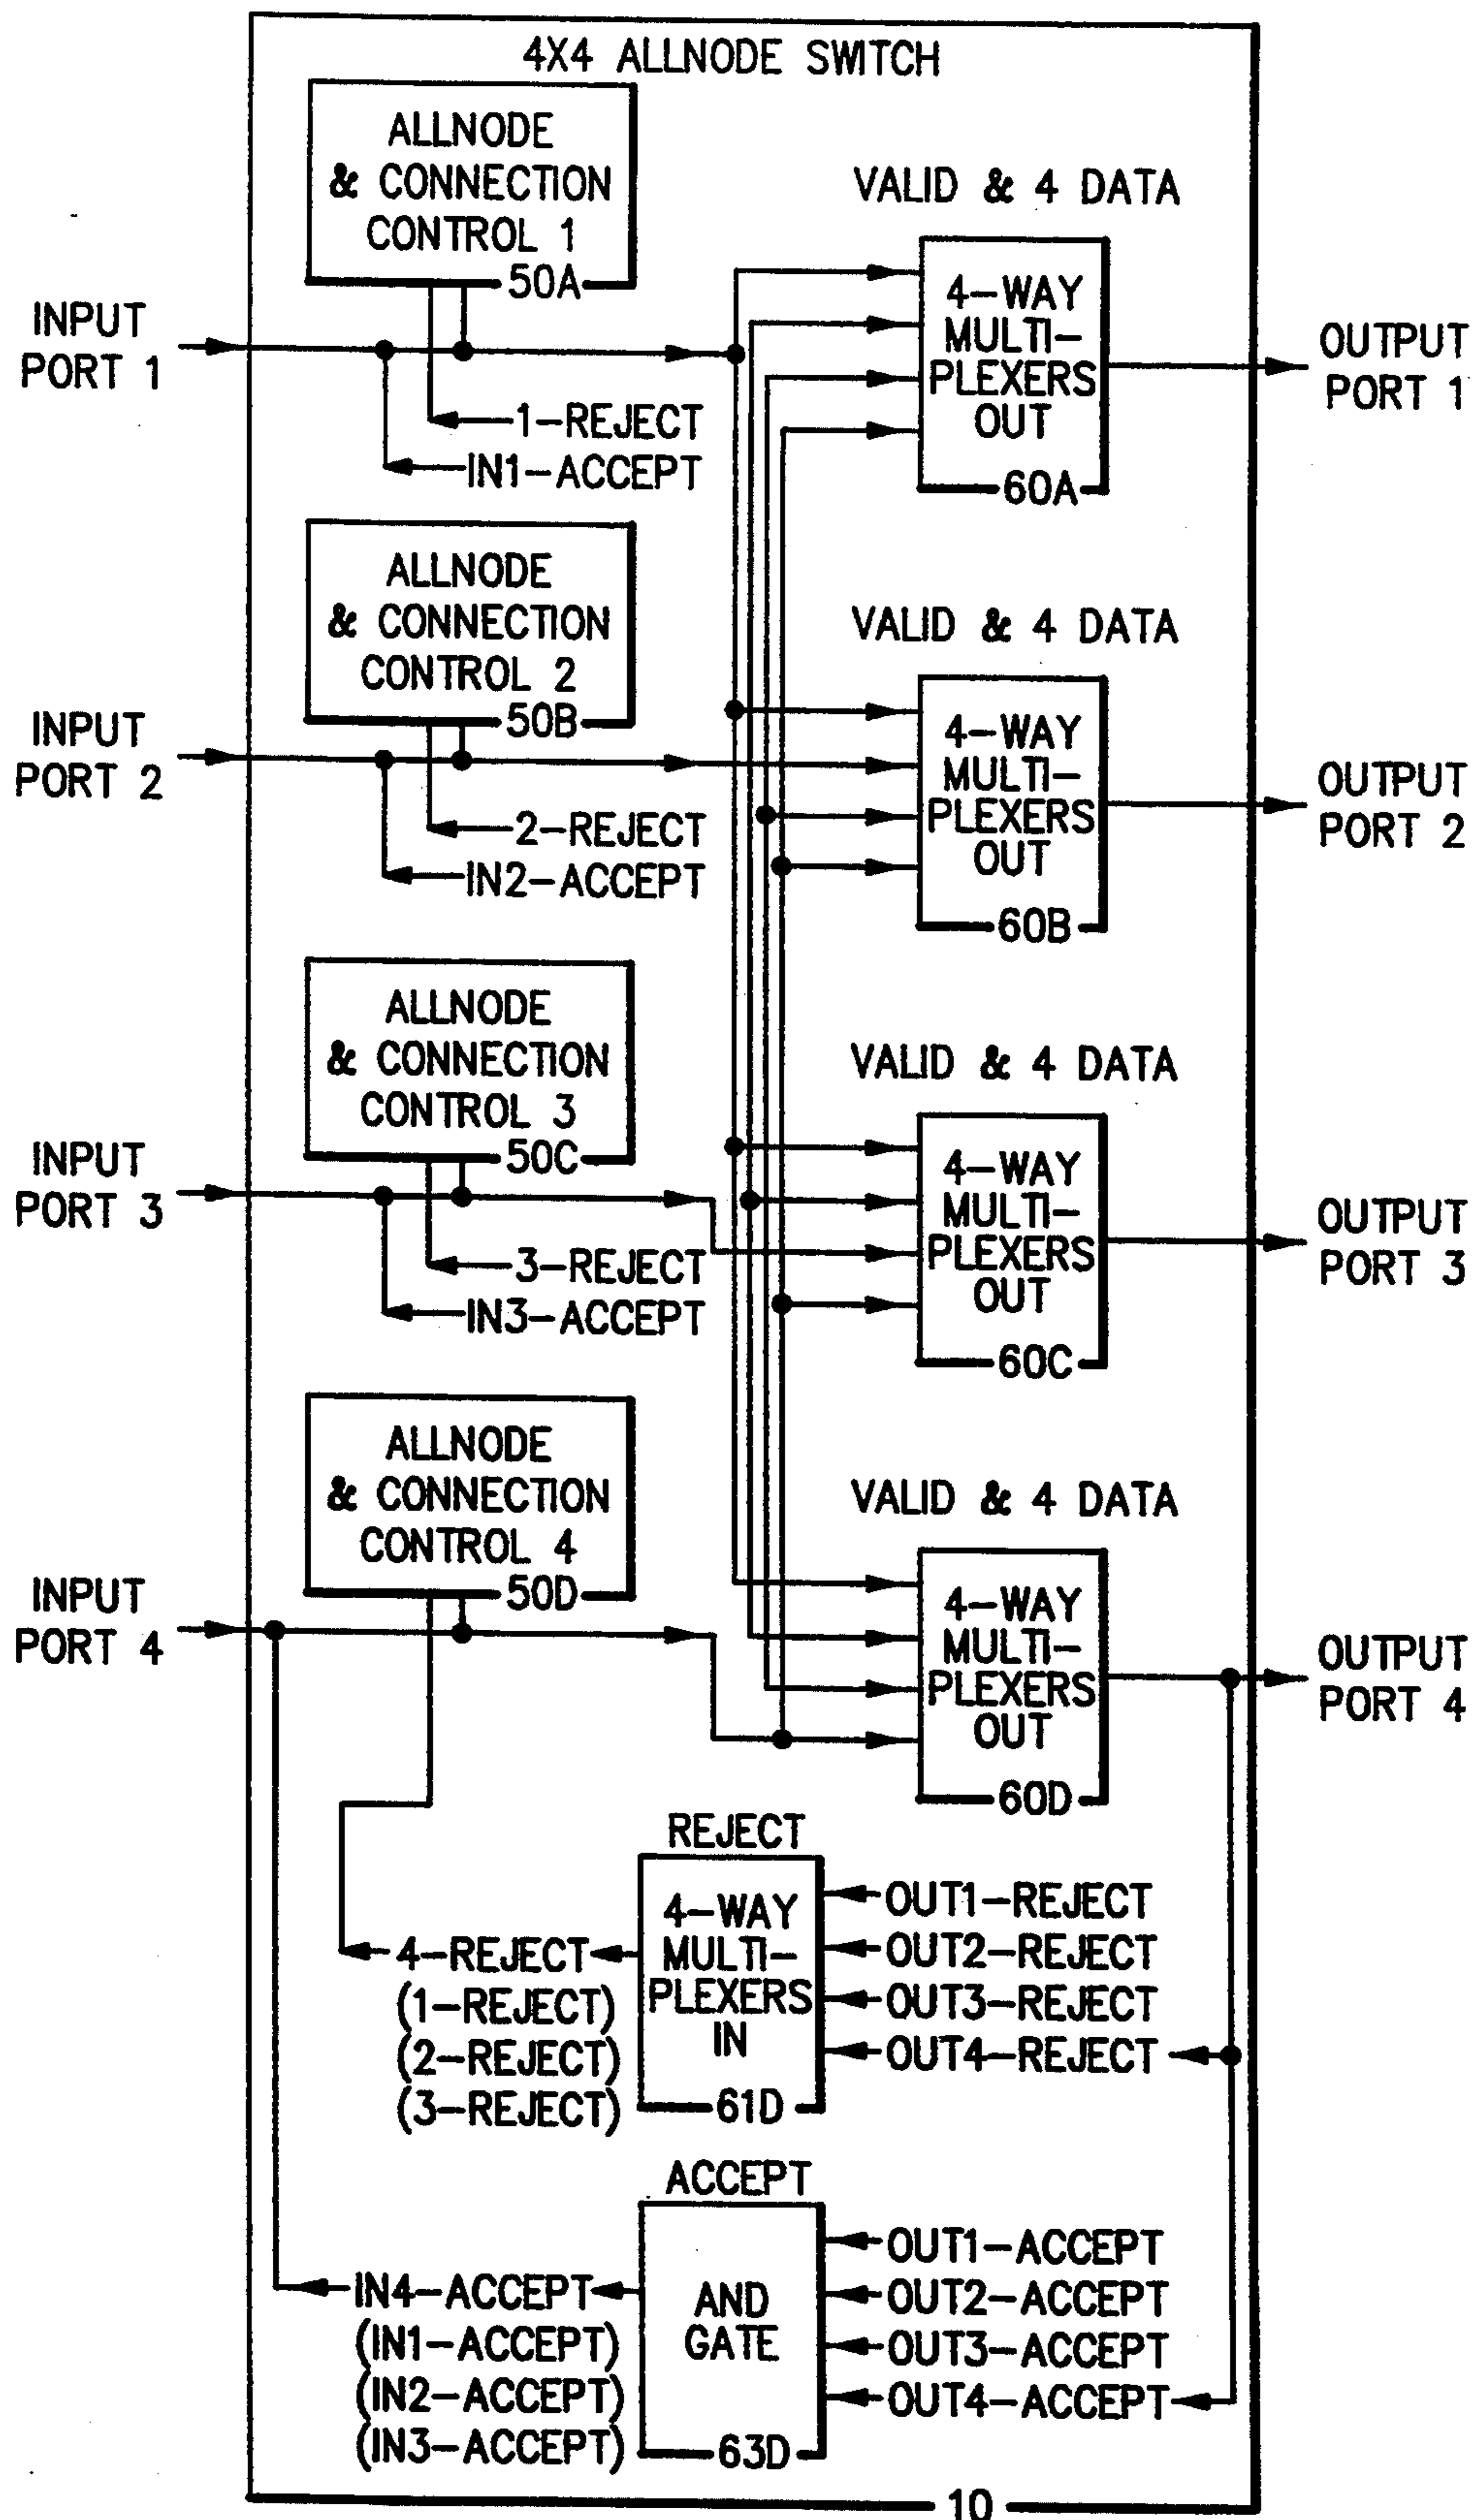 4X4 ALLNODE SWITCH
ALLNODE
& CONNECTION
CONTROL 1
50A
VALID & 4 DATA
4-WAY
MULTI-
PLEXERS
OUT
60A
INPUT
PORT 1
OUTPUT
PORT 1
1-REJECT
IN1-ACCEPT
ALLNODE
& CONNECTION
CONTROL 2
50B
VALID & 4 DATA
4-WAY
MULTI-
PLEXERS
OUT
60B
INPUT
PORT 2
OUTPUT
PORT 2
2-REJECT
IN2-ACCEPT
ALLNODE
& CONNECTION
CONTROL 3
50C
VALID & 4 DATA
4-WAY
MULTI-
PLEXERS
OUT
60C
INPUT
PORT 3
OUTPUT
PORT 3
3-REJECT
IN3-ACCEPT
ALLNODE
& CONNECTION
CONTROL 4
50D
VALID & 4 DATA
4-WAY
MULTI-
PLEXERS
OUT
60D
INPUT
PORT 4
OUTPUT
PORT 4
REJECT
4-WAY
MULTI-
PLEXERS
IN
61D
4-REJECT
(1-REJECT)
(2-REJECT)
(3-REJECT)
OUT1-REJECT
OUT2-REJECT
OUT3-REJECT
OUT4-REJECT
ACCEPT
AND
GATE
63D
IN4-ACCEPT
(IN1-ACCEPT)
(IN2-ACCEPT)
(IN3-ACCEPT)
OUT1-ACCEPT
OUT2-ACCEPT
OUT3-ACCEPT
OUT4-ACCEPT
10